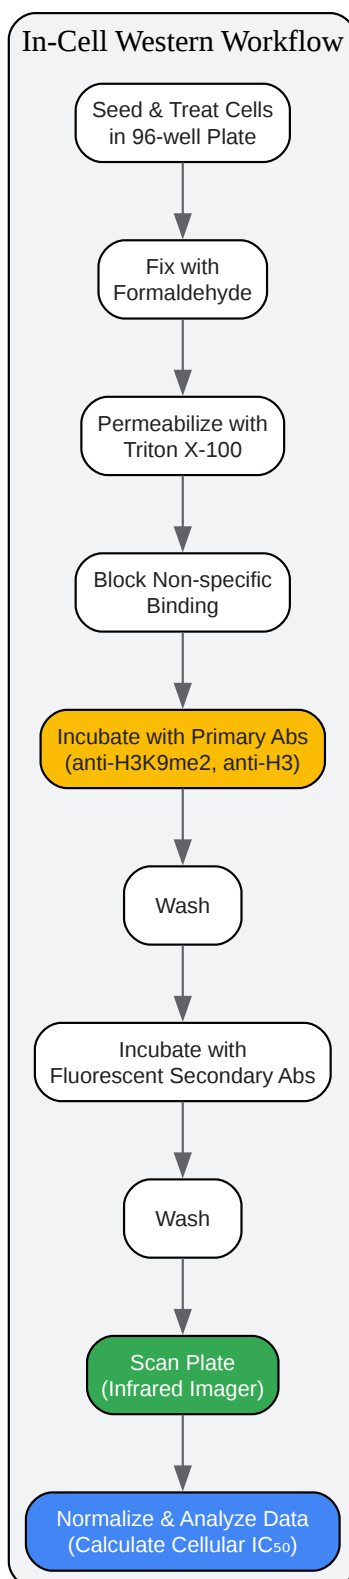 In-Cell Western Workflow
Seed & Treat Cells
in 96-well Plate
Fix with
Formaldehyde
Permeabilize with
Triton X-100
Block Non-specific
Binding
Incubate with Primary Abs
(anti-H3K9me2, anti-H3)
Wash
Incubate with
Fluorescent Secondary Abs
Wash
Scan Plate
(Infrared Imager)
Normalize & Analyze Data
(Calculate Cellular IC₅₀)